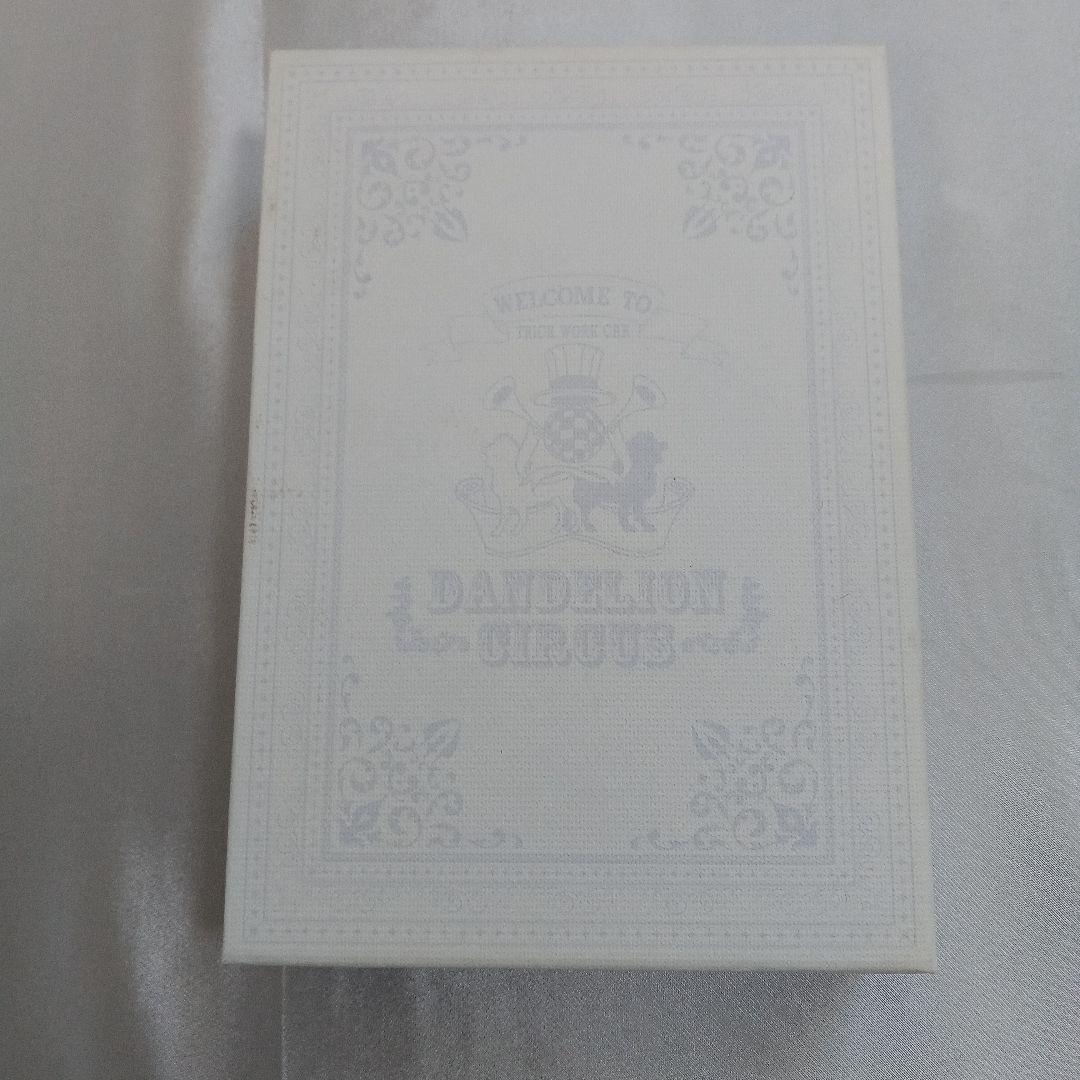 WELCOME TO
TRICK WORK
DANDELION
CIRCUS